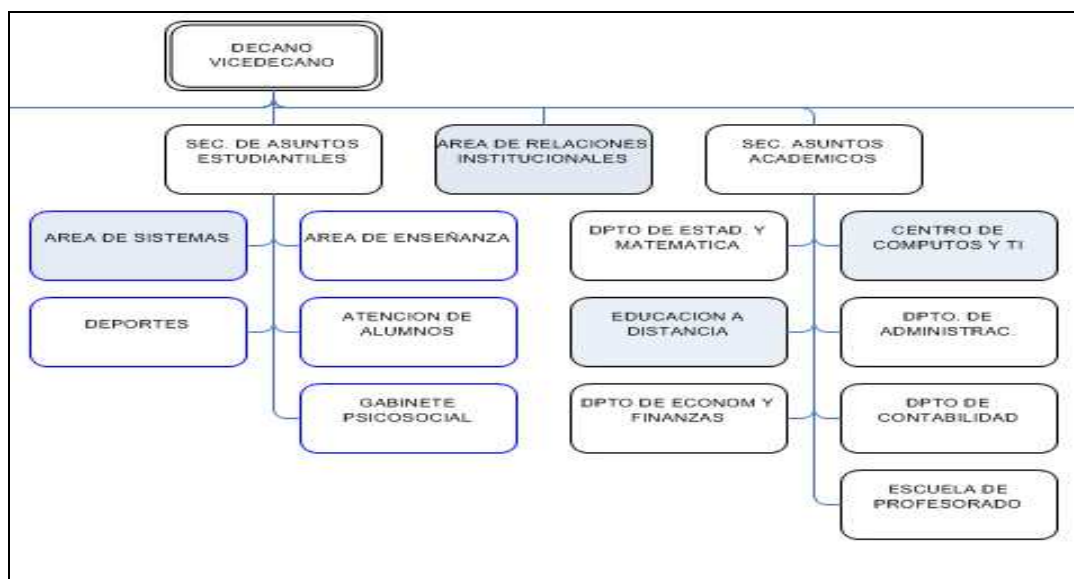 DECANO
VICEDECANO
SEC. DE ASUNTOS
ESTUDIANTILES
AREA DE RELACIONES
INSTITUCIONALES
SEC. ASUNTOS
ACADEMICOS
AREA DE SISTEMAS
AREA DE ENSEÑANZA
DPTO DE ESTAD. Y
MATEMATICA
CENTRO DE
COMPUTOS Y TI
DEPORTES
ATENCION DE
ALUMNOS
EDUCACION A
DISTANCIA
DPTO. DE
ADMINISTRAC.
GABINETE
PSICOSOCIAL
DPTO DE ECONOM Y
FINANZAS
DPTO DE
CONTABILIDAD
ESCUELA DE
PROFESORADO